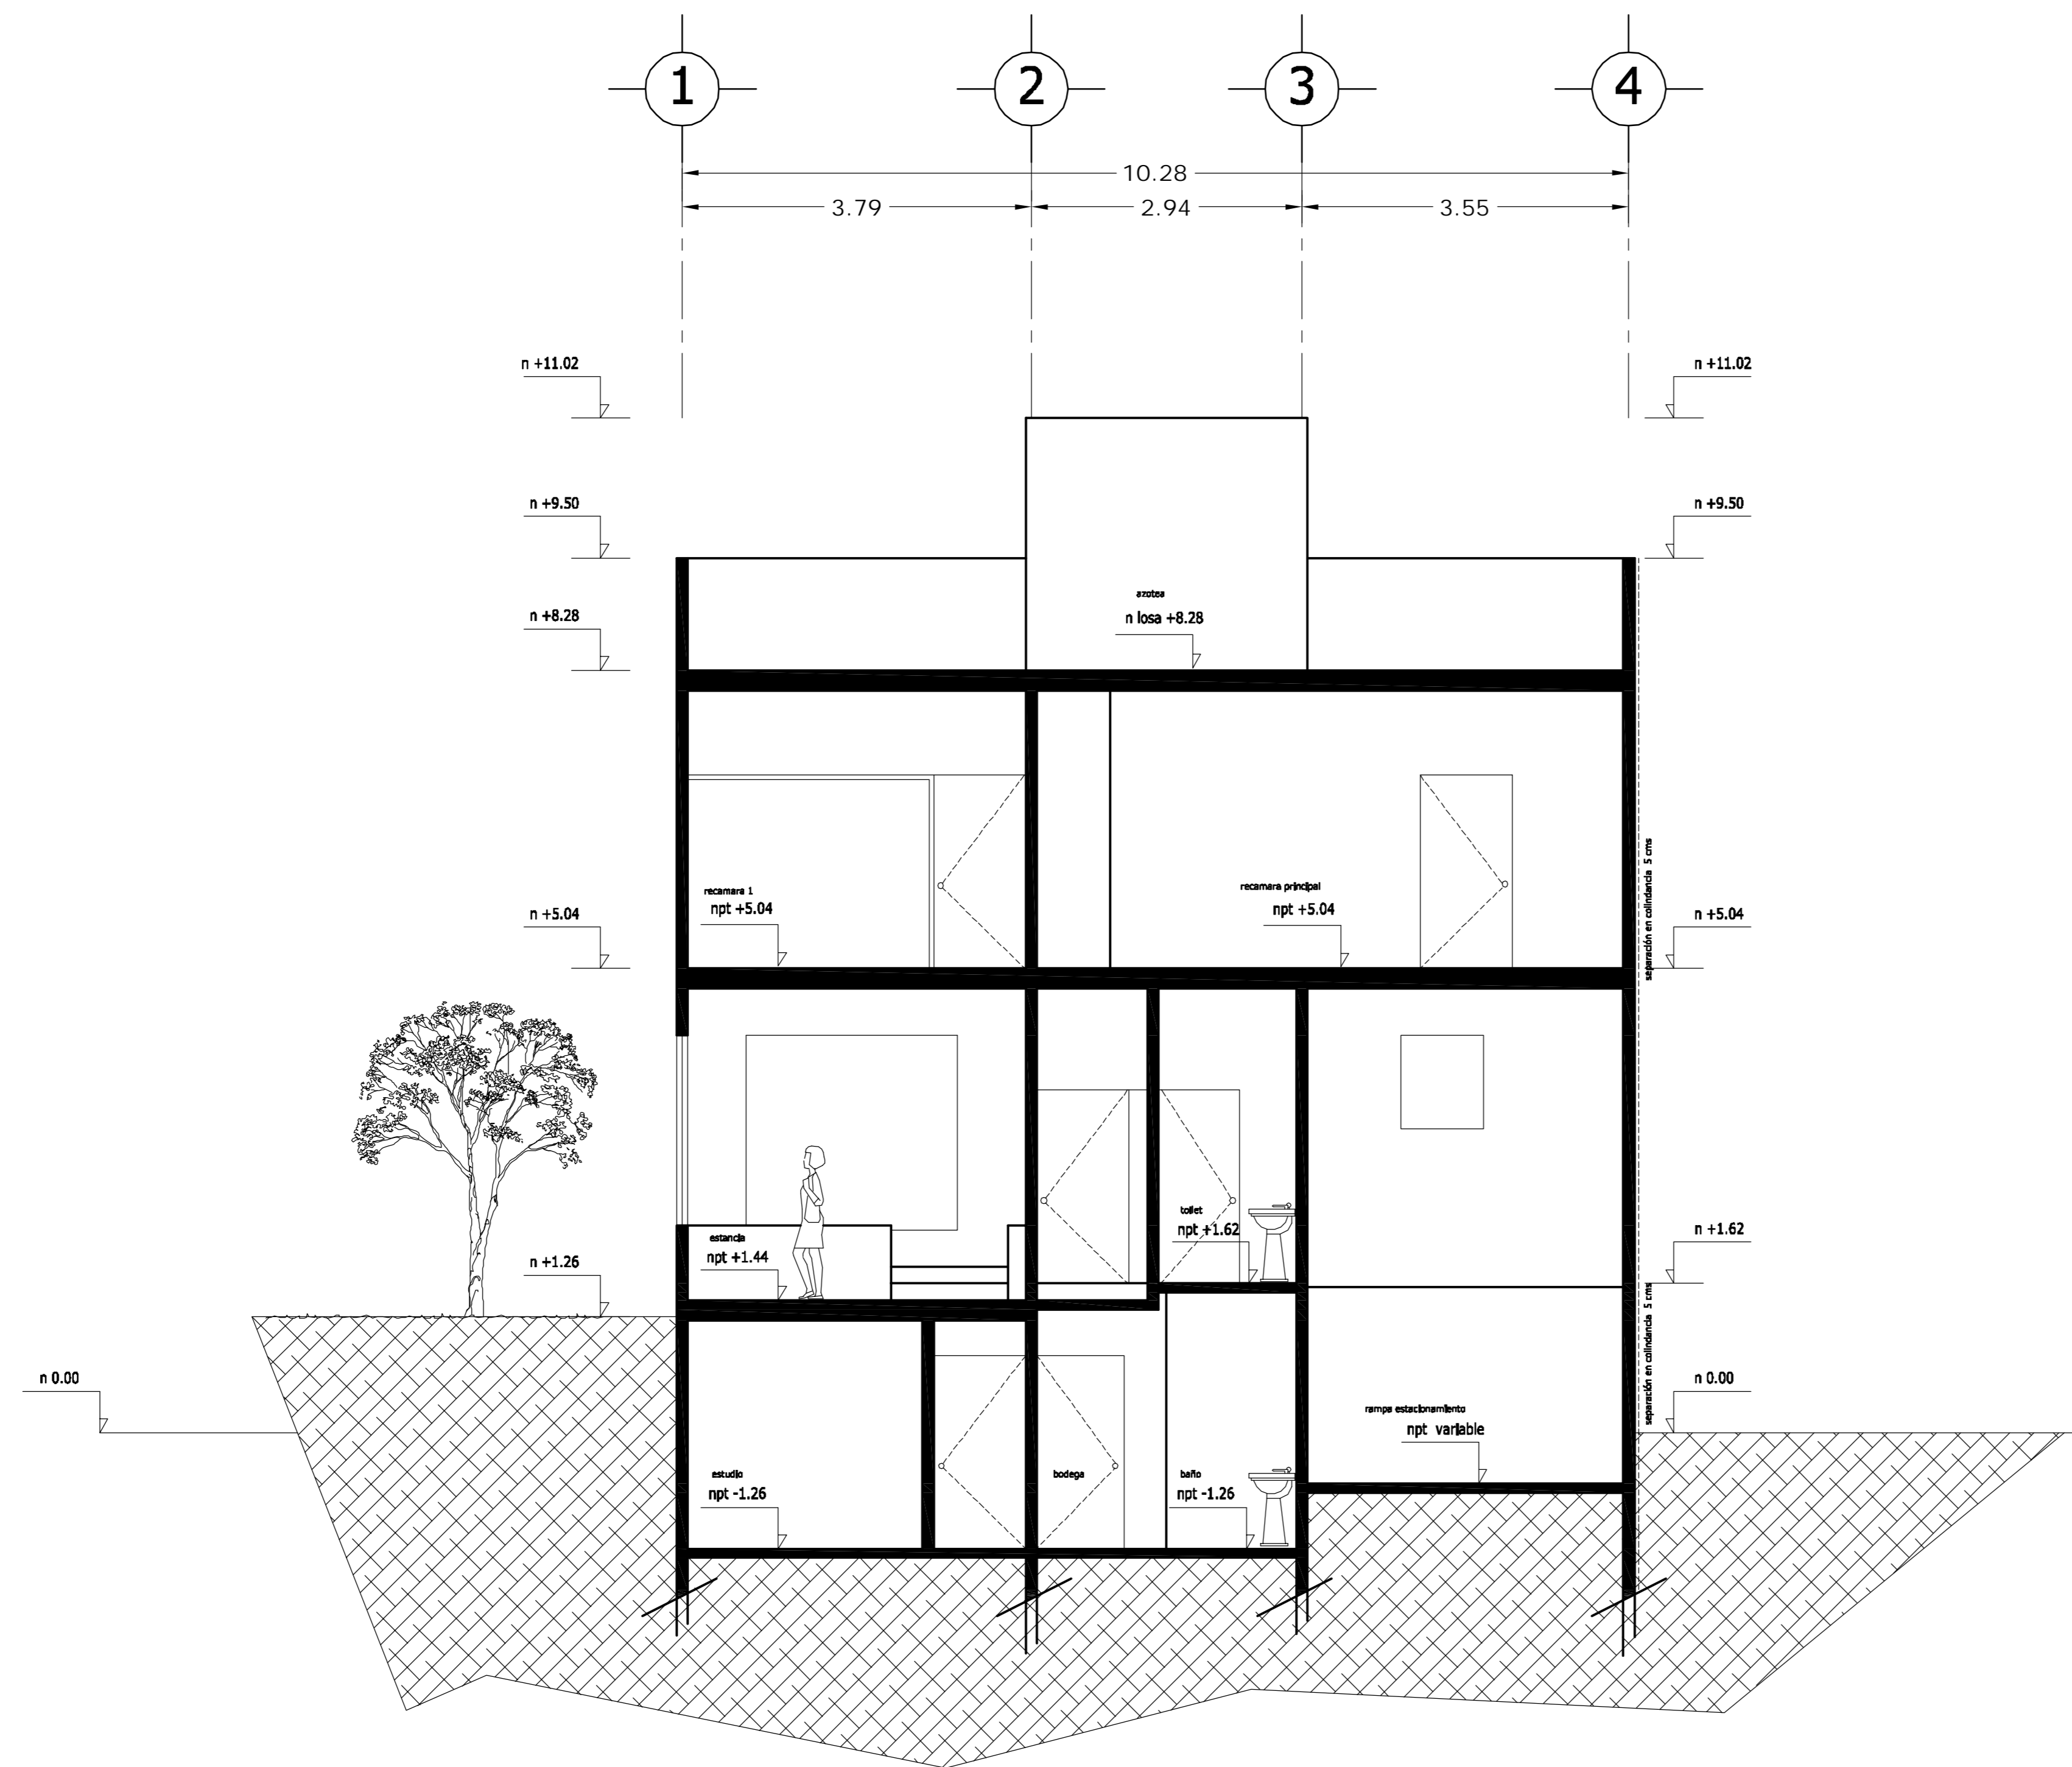 1 2 3 4
10.28
3.79 2.94 3.55
n +11.02 n +11.02
n +9.50 n +9.50
azotea
n +8.28 n losa +8.28
recamara 1 recamara principal
npt +5.04 npt +5.04
n +5.04 n +5.04
separación en colindancia 5 cms
toilet
npt +1.62 n +1.62
estancia
npt +1.44
n +1.26
n 0.00 n 0.00
separación en colindancia 5 cms
rampa estacionamiento
npt variable
estudio bodega baño
npt -1.26 npt -1.26